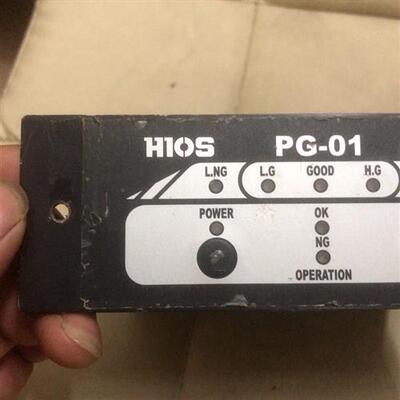 HIOS PG-01
L.NG L.G GOOD H.G
POWER OK
NG
OPERATION